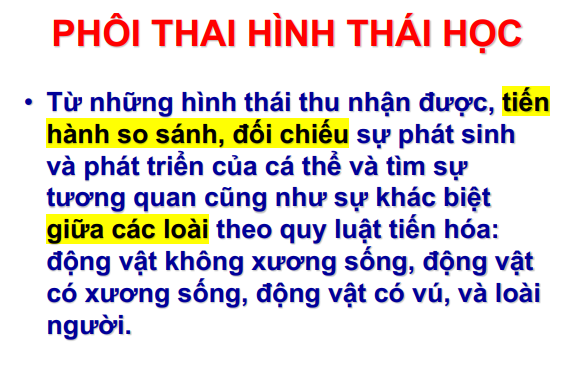 PHÔI THAI HÌNH THÁI HỌC
• Từ những hình thái thu nhận được, tiến
hành so sánh, đối chiếu sự phát sinh
và phát triển của cá thể và tìm sự
tương quan cũng như sự khác biệt
giữa các loài theo quy luật tiến hóa:
động vật không xương sống, động vật
có xương sống, động vật có vú, và loài
người.